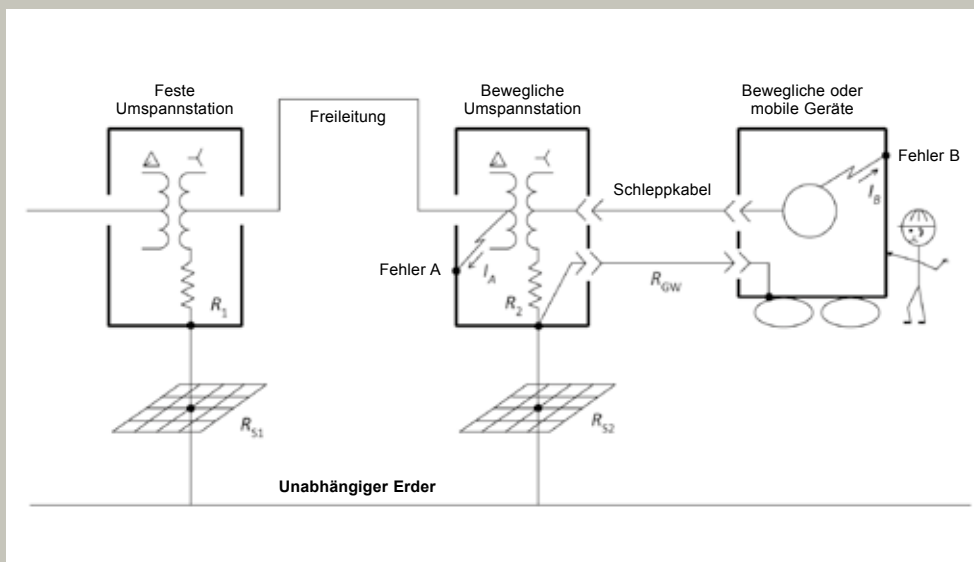 Feste
Umspannstation
Freileitung
Bewegliche
Umspannstation
Bewegliche oder
mobile Geräte
Fehler B
Schleppkabel
I_B
Fehler A
I_A
R_GW
R_1
R_2
R_S1
R_S2
Unabhängiger Erder